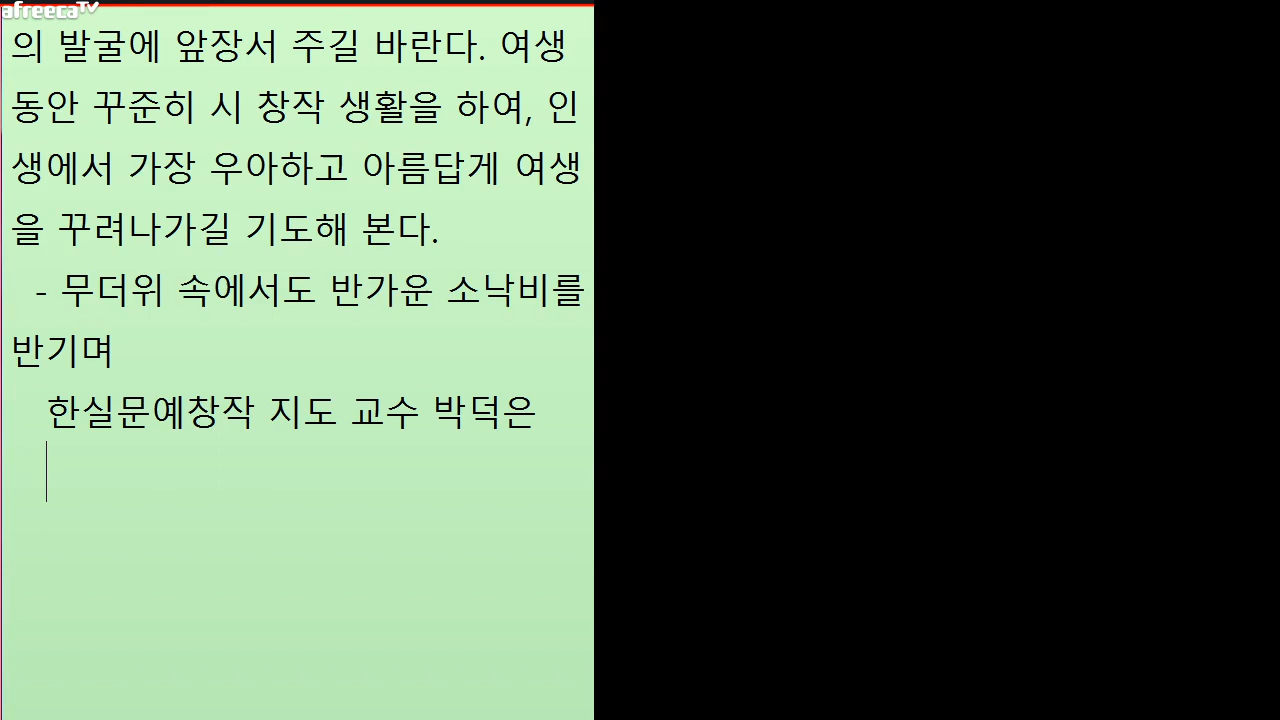 afreecaTV
의 발굴에 앞장서 주길 바란다. 여생
동안 꾸준히 시 창작 생활을 하여, 인
생에서 가장 우아하고 아름답게 여생
을 꾸려나가길 기도해 본다.
- 무더위 속에서도 반가운 소낙비를
반기며
한실문예창작 지도 교수 박덕은